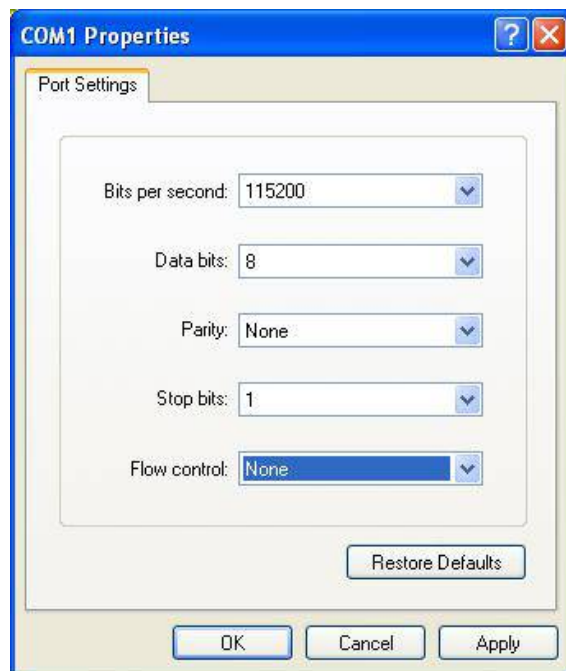 COM1 Properties
Port Settings
Bits per second: 115200
Data bits: 8
Parity: None
Stop bits: 1
Flow control: None
Restore Defaults
OK Cancel Apply